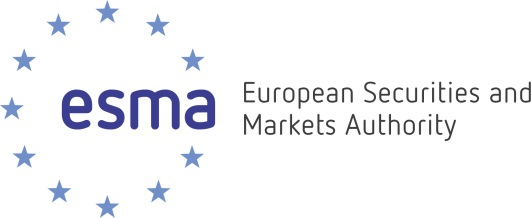 esma
European Securities and
Markets Authority